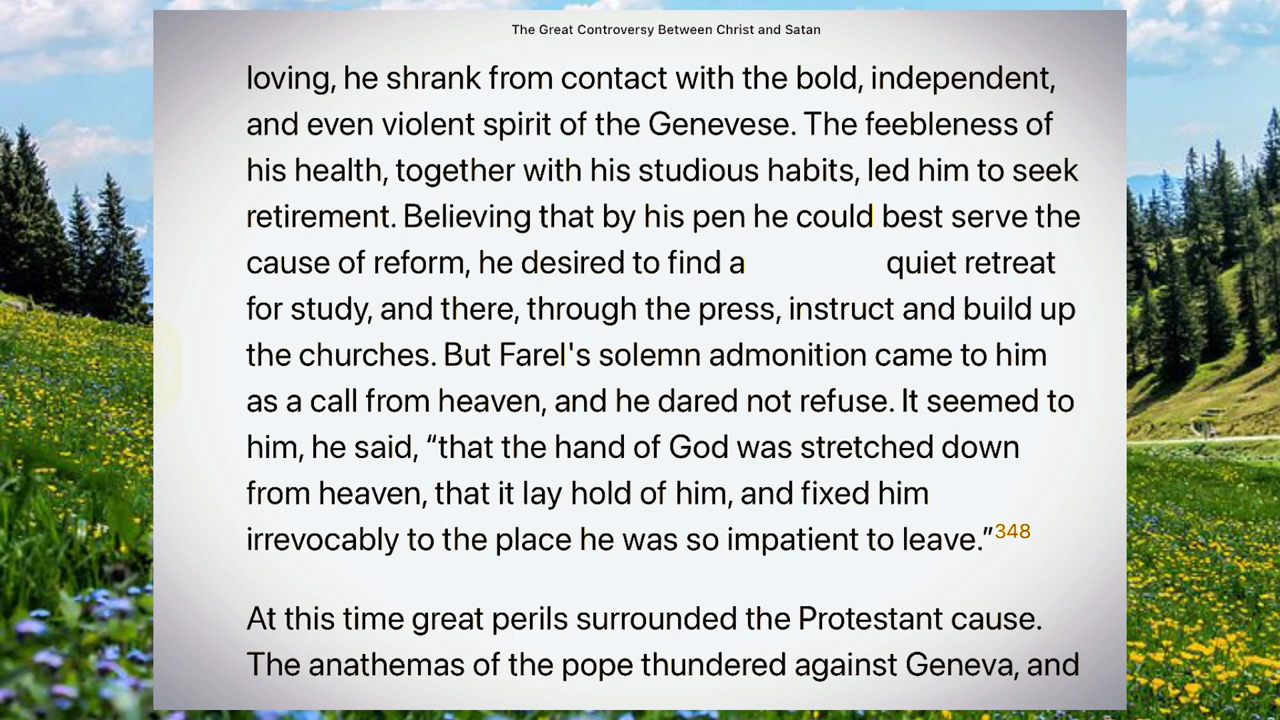 The Great Controversy Between Christ and Satan
loving, he shrank from contact with the bold, independent,
and even violent spirit of the Genevese. The feebleness of
his health, together with his studious habits, led him to seek
retirement. Believing that by his pen he could best serve the
cause of reform, he desired to find a quiet retreat
for study, and there, through the press, instruct and build up
the churches. But Farel's solemn admonition came to him
as a call from heaven, and he dared not refuse. It seemed to
him, he said, “that the hand of God was stretched down
from heaven, that it lay hold of him, and fixed him
irrevocably to the place he was so impatient to leave.”348
At this time great perils surrounded the Protestant cause.
The anathemas of the pope thundered against Geneva, and